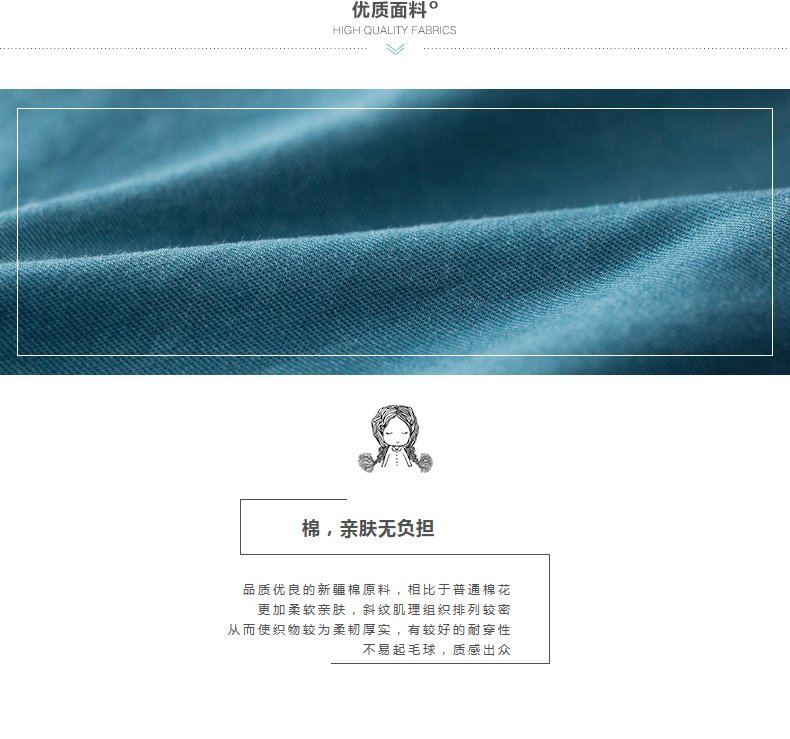 优质面料
HIGH QUALITY FABRICS
棉，亲肤无负担
品质优良的新疆棉原料，相比于普通棉花
更加柔软亲肤，斜纹肌理组织排列较密
从而使织物较为柔韧厚实，有较好的耐穿性
不易起毛球，质感出众